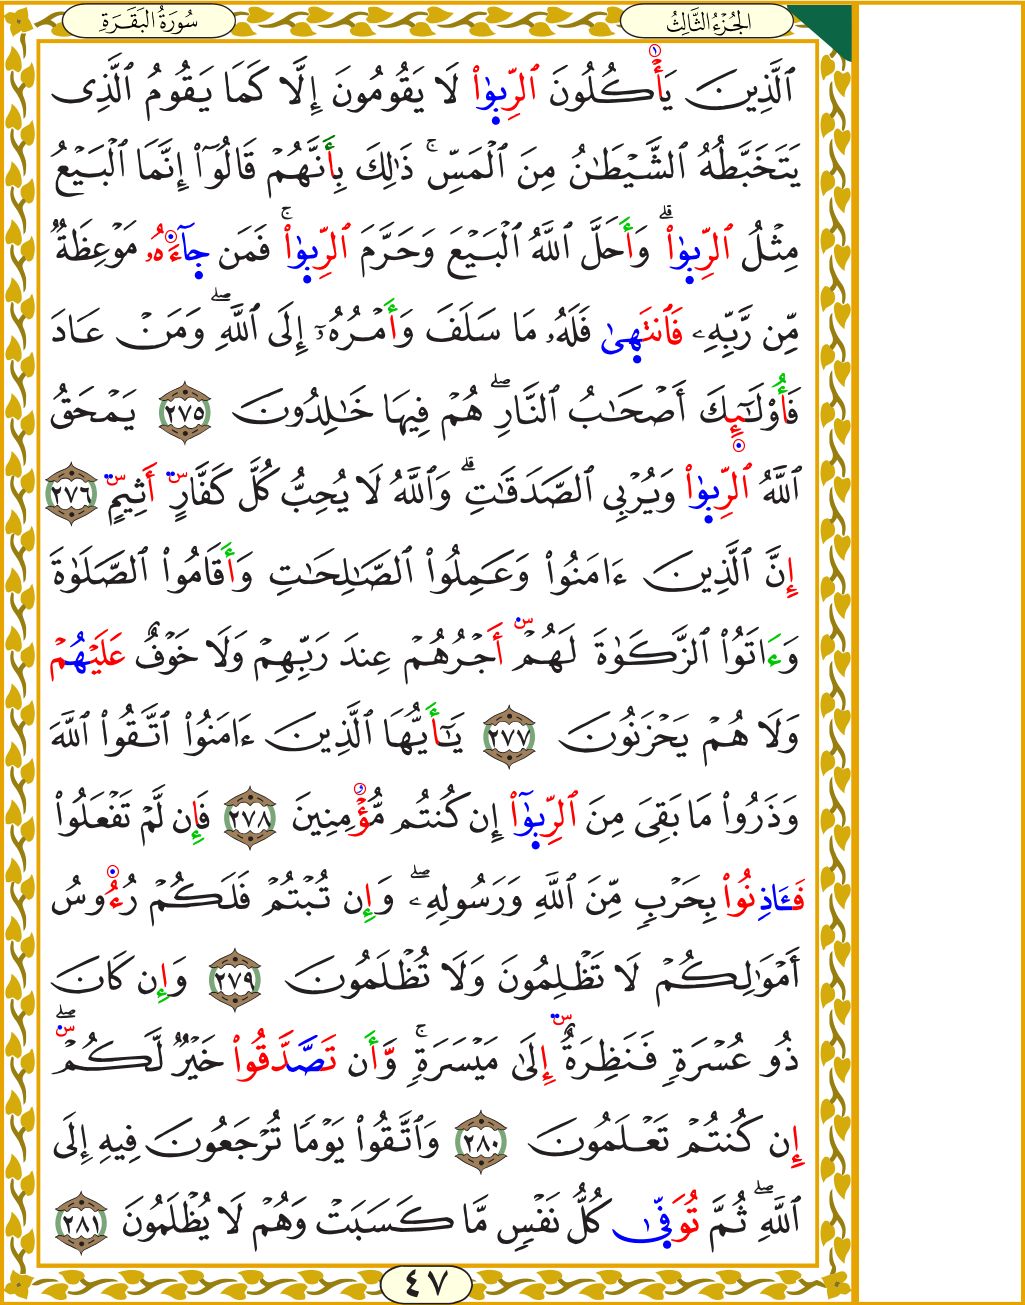 سُورَةُ الْبَقَرَةِ
الجُزْءُ الثَّالِثُ
ٱلَّذِينَ يَأْكُلُونَ ٱلرِّبَوٰا۟ لَا يَقُومُونَ إِلَّا كَمَا يَقُومُ ٱلَّذِى
يَتَخَبَّطُهُ ٱلشَّيْطَـٰنُ مِنَ ٱلْمَسِّ ۚ ذَٰلِكَ بِأَنَّهُمْ قَالُوٓا۟ إِنَّمَا ٱلْبَيْعُ
مِثْلُ ٱلرِّبَوٰا۟ ۗ وَأَحَلَّ ٱللَّهُ ٱلْبَيْعَ وَحَرَّمَ ٱلرِّبَوٰا۟ ۚ فَمَن جَآءَهُۥ مَوْعِظَةٌ
مِّن رَّبِّهِۦ فَٱنتَهَىٰ فَلَهُۥ مَا سَلَفَ وَأَمْرُهُۥٓ إِلَى ٱللَّهِ ۖ وَمَنْ عَادَ
فَأُو۟لَـٰٓئِكَ أَصْحَـٰبُ ٱلنَّارِ ۖ هُمْ فِيهَا خَـٰلِدُونَ ٢٧٥ يَمْحَقُ
ٱللَّهُ ٱلرِّبَوٰا۟ وَيُرْبِى ٱلصَّدَقَـٰتِ ۗ وَٱللَّهُ لَا يُحِبُّ كُلَّ كَفَّارٍ أَثِيمٍ ٢٧٦
إِنَّ ٱلَّذِينَ ءَامَنُوا۟ وَعَمِلُوا۟ ٱلصَّـٰلِحَـٰتِ وَأَقَامُوا۟ ٱلصَّلَوٰةَ
وَءَاتَوُا۟ ٱلزَّكَوٰةَ لَهُمْ أَجْرُهُمْ عِندَ رَبِّهِمْ وَلَا خَوْفٌ عَلَيْهُمْ
وَلَا هُمْ يَحْزَنُونَ ٢٧٧ يَـٰٓأَيُّهَا ٱلَّذِينَ ءَامَنُوا۟ ٱتَّقُوا۟ ٱللَّهَ
وَذَرُوا۟ مَا بَقِىَ مِنَ ٱلرِّبَوٰٓا۟ إِن كُنتُم مُّؤْمِنِينَ ٢٧٨ فَإِن لَّمْ تَفْعَلُوا۟
فَـَٔاذِنُوا۟ بِحَرْبٍ مِّنَ ٱللَّهِ وَرَسُولِهِۦ ۖ وَإِن تُبْتُمْ فَلَكُمْ رُءُوسُ
أَمْوَٰلِكُمْ لَا تَظْلِمُونَ وَلَا تُظْلَمُونَ ٢٧٩ وَإِن كَانَ
ذُو عُسْرَةٍ فَنَظِرَةٌ إِلَىٰ مَيْسَرَةٍ ۚ وَأَن تَصَّدَّقُوا۟ خَيْرٌ لَّكُمْ ۖ
إِن كُنتُمْ تَعْلَمُونَ ٢٨٠ وَٱتَّقُوا۟ يَوْمًا تُرْجَعُونَ فِيهِ إِلَى
ٱللَّهِ ۖ ثُمَّ تُوَفَّىٰ كُلُّ نَفْسٍ مَّا كَسَبَتْ وَهُمْ لَا يُظْلَمُونَ ٢٨١
٤٧